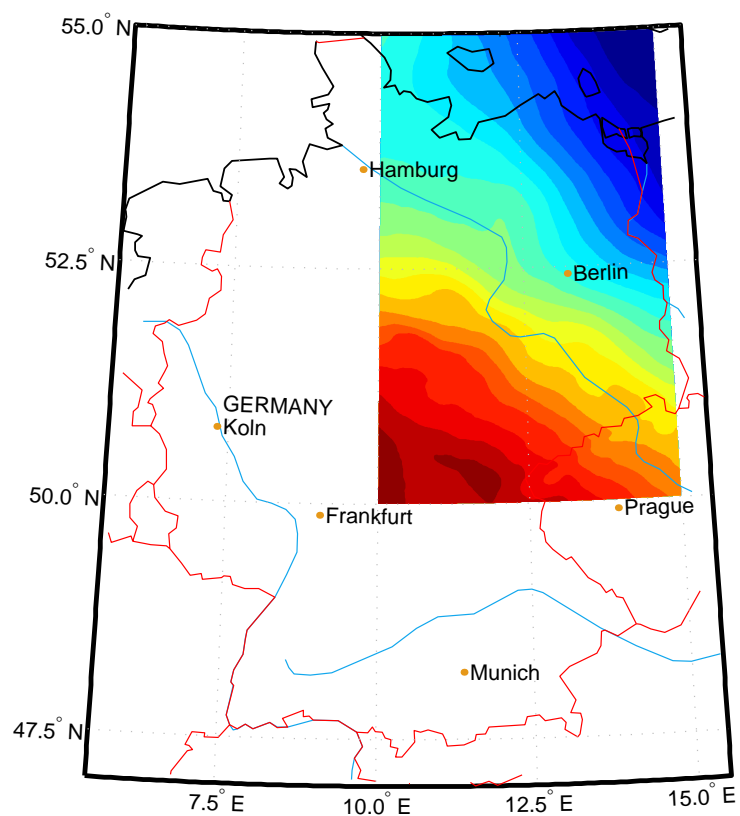 55.0° N
Hamburg
52.5° N
Berlin
GERMANY
Koln
50.0° N
Frankfurt
Prague
Munich
47.5° N
7.5° E
10.0° E
12.5° E
15.0° E